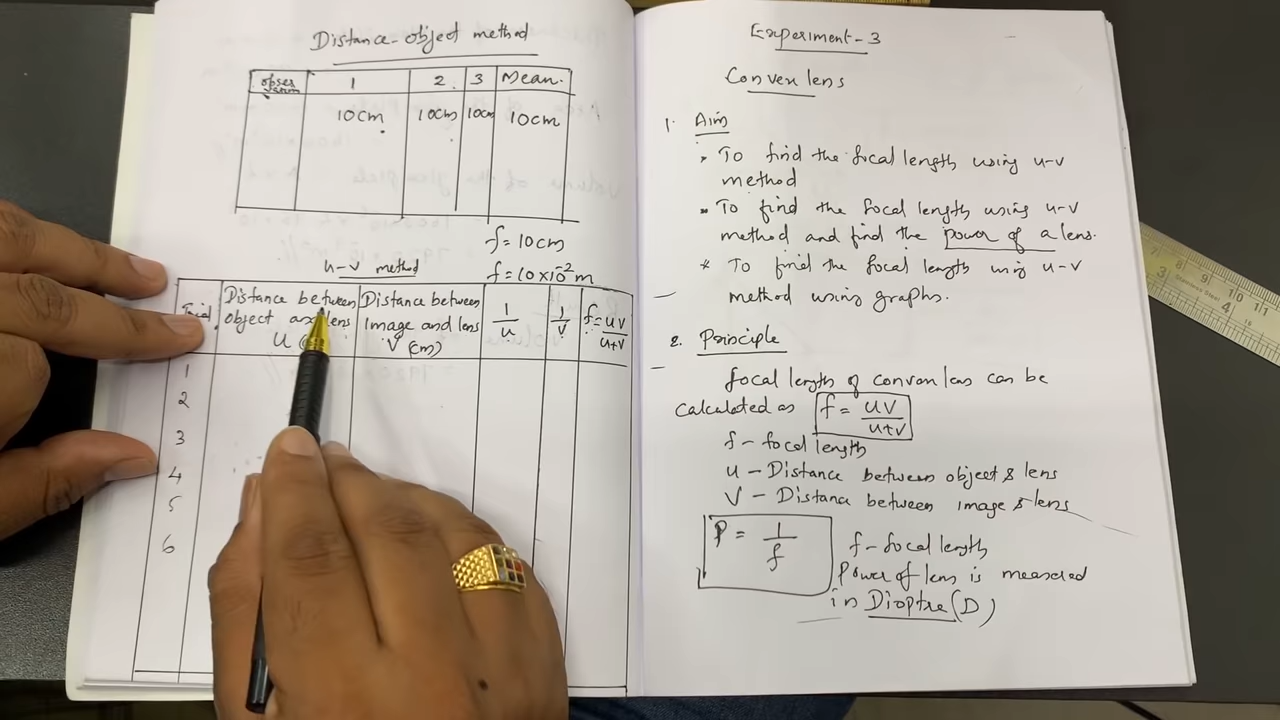 Distance-object method
1 2. 3 Mean.
10cm 10cm 10cm 10cm
f = 10cm
f = 10×10⁻² m
u-v method
Trial Distance between object and lens u Distance between image and lens V (cm) 1/u 1/v f = uv/u+v
1
2
3
4
5
6
Experiment-3
Convex lens
1. Aim
* To find the focal length using u-v
method
* To find the focal length using u-v
method and find the power of a lens.
* To find the focal length using u-v
method using graphs.
2. Principle
focal length of convex lens can be
calculated as f = uv/u+v
f - focal length
u - Distance between object & lens
V - Distance between image & lens
P = 1/f f - focal length
Power of lens is measured
in Dioptre (D)